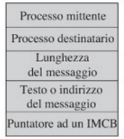 Processo mittente
Processo destinatario
Lunghezza
del messaggio
Testo o indirizzo
del messaggio
Puntatore ad un IMCB